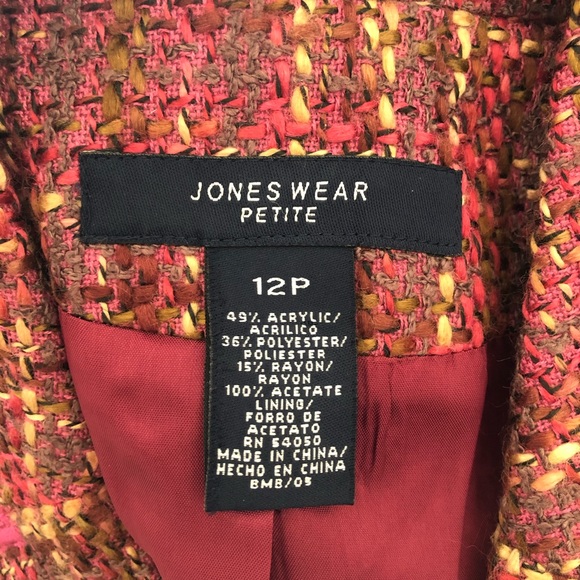 JONES WEAR
PETITE
12P
49% ACRYLIC/
ACRILICO
36% POLYESTER/
POLIESTER
15% RAYON/
RAYON
100% ACETATE
LINING/
FORRO DE
ACETATO
RN 54050
MADE IN CHINA/
HECHO EN CHINA
BMB/05